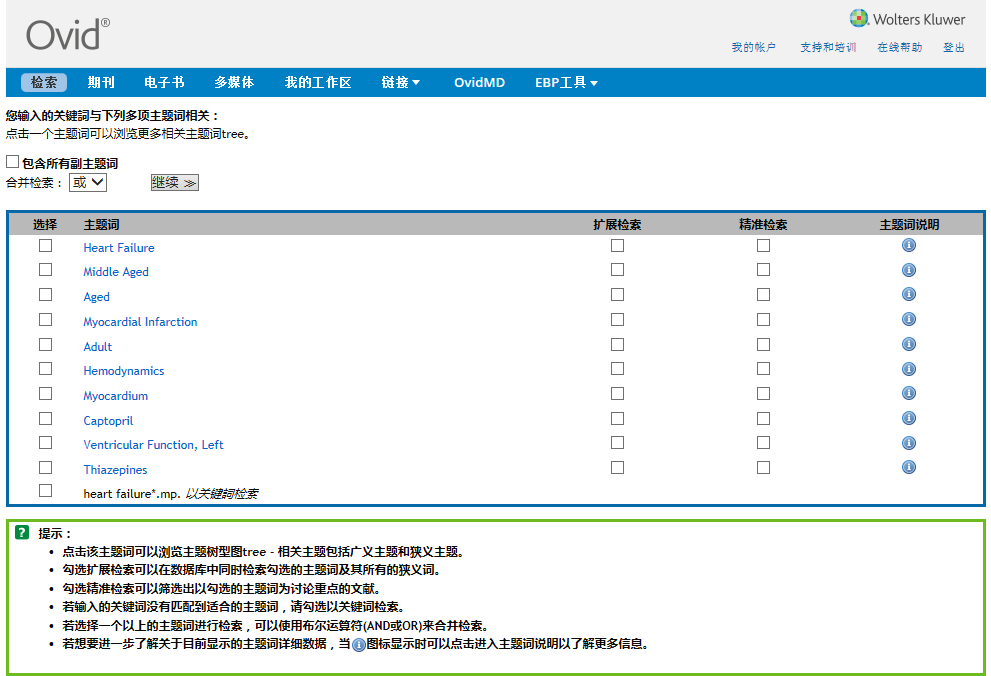 Ovid®
Wolters Kluwer
我的帐户 支持和培训 在线帮助 登出
检索 期刊 电子书 多媒体 我的工作区 链接 OvidMD EBP工具
您输入的关键詞与下列多项主题词相关：
点击一个主题词可以浏览更多相关主题词tree。
包含所有副主题词
合并检索： 或 继续 ≫
选择 主题词 扩展检索 精准检索 主题词说明
Heart Failure
Middle Aged
Aged
Myocardial Infarction
Adult
Hemodynamics
Myocardium
Captopril
Ventricular Function, Left
Thiazepines
heart failure*.mp. 以关键詞检索
? 提示：
• 点击该主题词可以浏览主题树型图tree - 相关主题包括广义主题和狭义主题。
• 勾选扩展检索可以在数据库中同时检索勾选的主题词及其所有的狭义词。
• 勾选精准检索可以筛选出以勾选的主题词为讨论重点的文献。
• 若输入的关键词没有匹配到适合的主题词，请勾选以关键词检索。
• 若选择一个以上的主题词进行检索，可以使用布尔运算符(AND或OR)来合并检索。
• 若想要进一步了解关于目前显示的主题词详细数据，当 i 图标显示时可以点击进入主题词说明以了解更多信息。